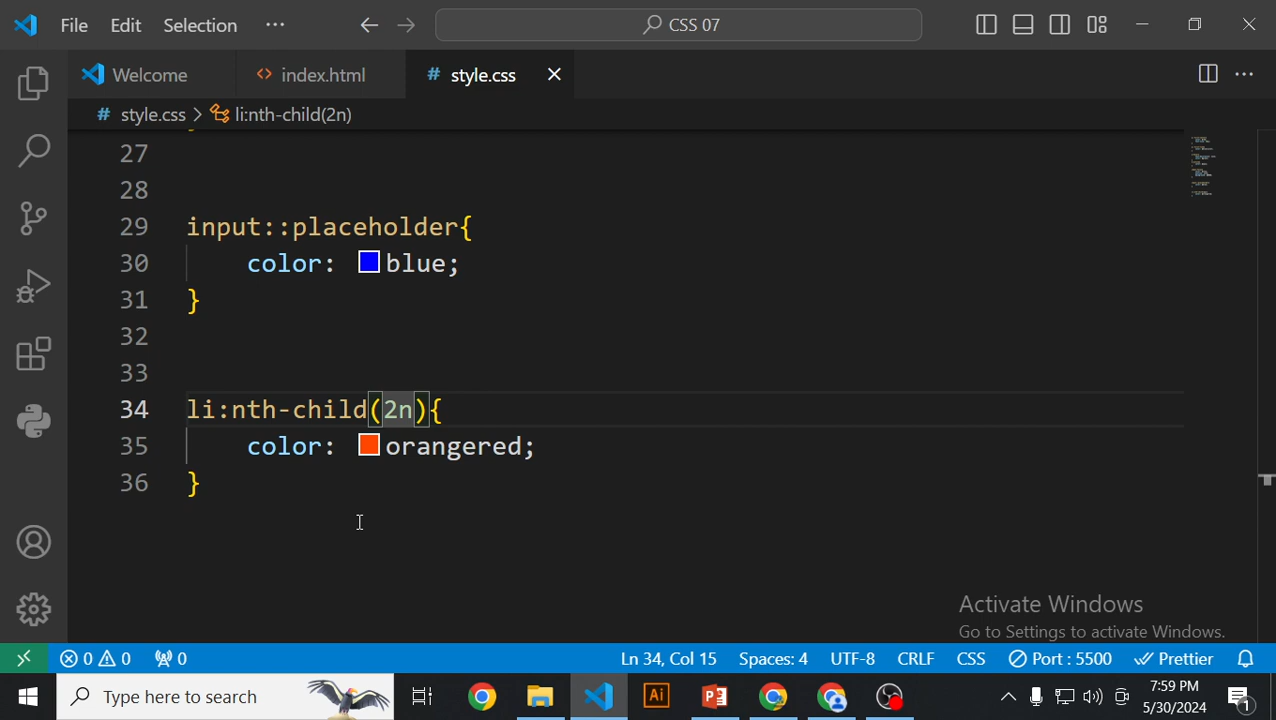 File Edit Selection ··· CSS 07
Welcome index.html style.css
style.css > li:nth-child(2n)
27
28
29 input::placeholder{
30 color: blue;
31 }
32
33
34 li:nth-child(2n){
35 color: orangered;
36 }
Activate Windows
Go to Settings to activate Windows.
0 0 0 Ln 34, Col 15 Spaces: 4 UTF-8 CRLF CSS Port : 5500 Prettier
Type here to search Ai P 7:59 PM
5/30/2024 1